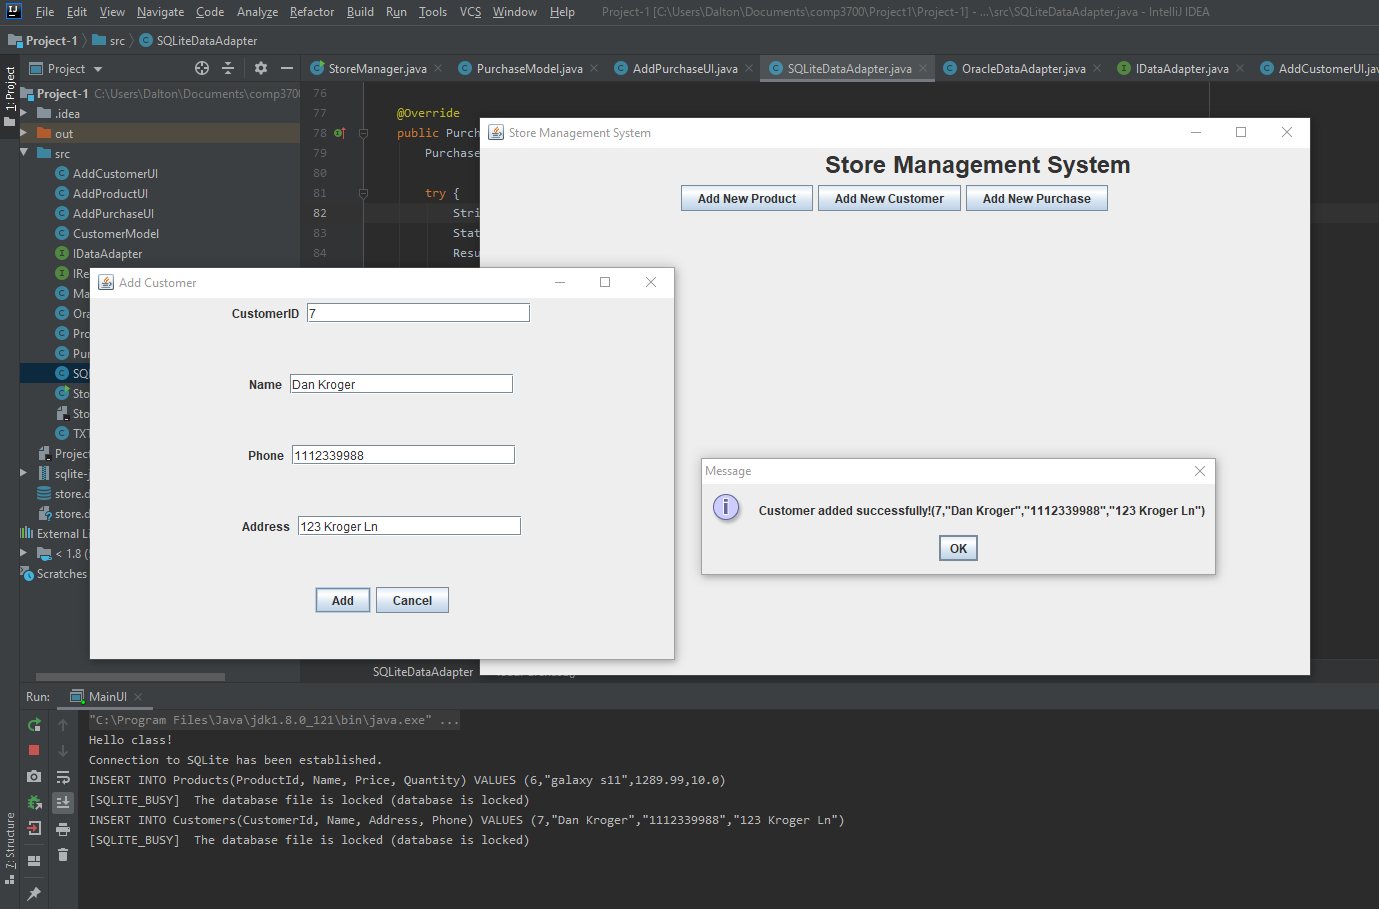 File Edit View Navigate Code Analyze Refactor Build Run Tools VCS Window Help Project-1 [C:\Users\Dalton\Documents\comp3700\Project1\Project-1] - ...\src\SQLiteDataAdapter.java - IntelliJ IDEA
Project-1 src SQLiteDataAdapter
1: Project
Project
StoreManager.java PurchaseModel.java AddPurchaseUI.java SQLiteDataAdapter.java OracleDataAdapter.java IDataAdapter.java AddCustomerUI.jav
Project-1 C:\Users\Dalton\Documents\comp3700
.idea
out
src
AddCustomerUI
AddProductUI
AddPurchaseUI
CustomerModel
IDataAdapter
IRe
Ma
Ora
Pro
Pur
SQL
Sto
Sto
TXT
Project
sqlite-j
store.d
store.d
External Li
< 1.8 (
Scratches
76
77 @Override
78 public Purch
79 Purchase
80
81 try {
82 Stri
83 Stat
84 Resu
Store Management System
Store Management System
Add New Product Add New Customer Add New Purchase
Add Customer
CustomerID 7
Name Dan Kroger
Phone 1112339988
Address 123 Kroger Ln
Add Cancel
Message
Customer added successfully!(7,"Dan Kroger","1112339988","123 Kroger Ln")
OK
SQLiteDataAdapter
Run: MainUI
"C:\Program Files\Java\jdk1.8.0_121\bin\java.exe" ...
Hello class!
Connection to SQLite has been established.
INSERT INTO Products(ProductId, Name, Price, Quantity) VALUES (6,"galaxy s11",1289.99,10.0)
[SQLITE_BUSY]  The database file is locked (database is locked)
INSERT INTO Customers(CustomerId, Name, Address, Phone) VALUES (7,"Dan Kroger","1112339988","123 Kroger Ln")
[SQLITE_BUSY]  The database file is locked (database is locked)
7: Structure